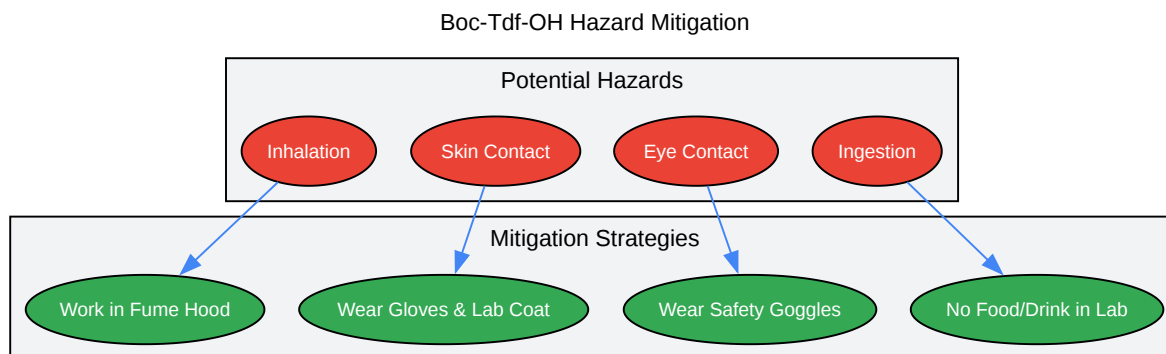 Boc-Tdf-OH Hazard Mitigation
Potential Hazards
Inhalation
Skin Contact
Eye Contact
Ingestion
Mitigation Strategies
Work in Fume Hood
Wear Gloves & Lab Coat
Wear Safety Goggles
No Food/Drink in Lab